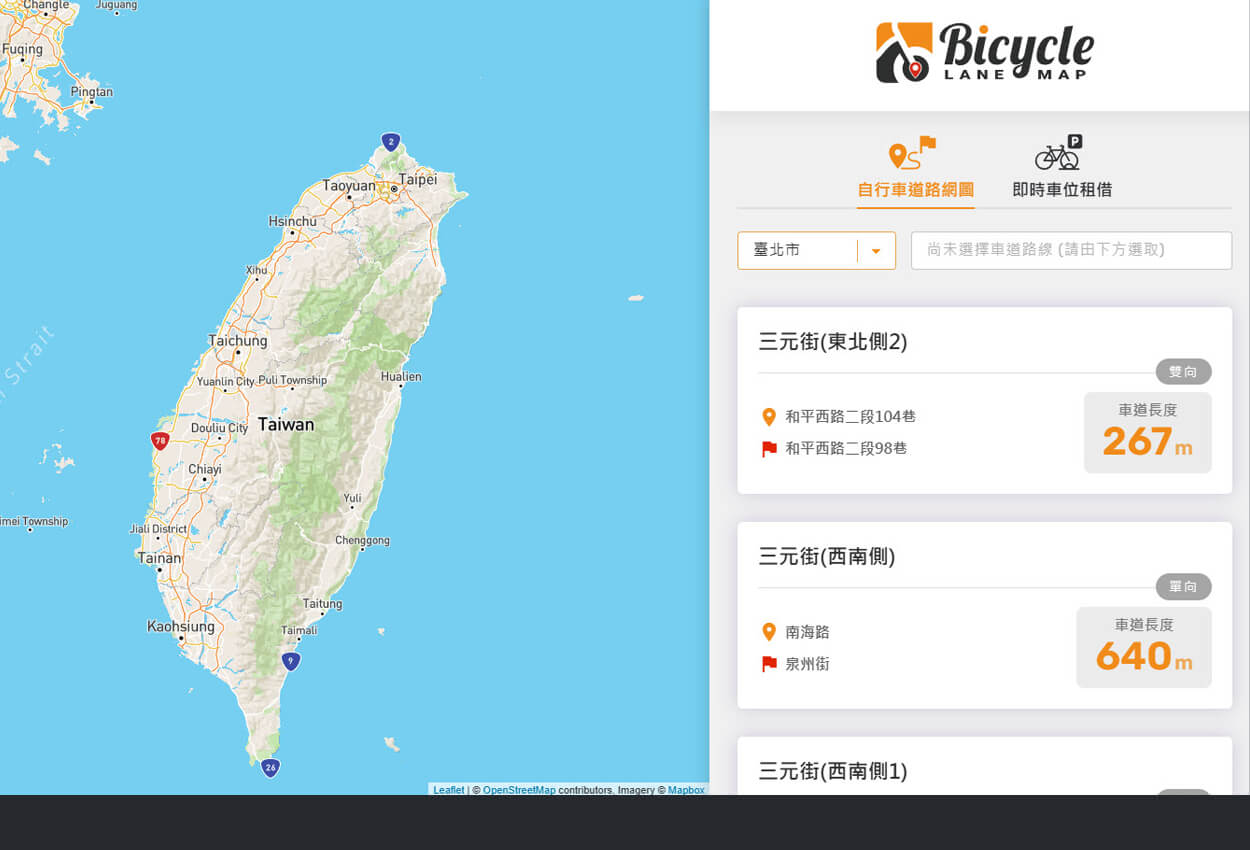 Changle
Juguang
Fuqing
Pingtan
2
Taoyuan
Taipei
Hsinchu
Xihu
Strait
Taichung
Yuanlin City
Puli Township
Hualien
Douliu City
Taiwan
78
Chiayi
Yuli
Township
Jiali District
Chenggong
Tainan
Taitung
Kaohsiung
Taimali
9
26
Leaflet | © OpenStreetMap contributors, Imagery © Mapbox
Bicycle
LANE MAP
P
自行車道路網圖
即時車位租借
臺北市
尚未選擇車道路線 (請由下方選取)
三元街(東北側2)
雙向
和平西路二段104巷
和平西路二段98巷
車道長度
267 m
三元街(西南側)
單向
南海路
泉州街
車道長度
640 m
三元街(西南側1)